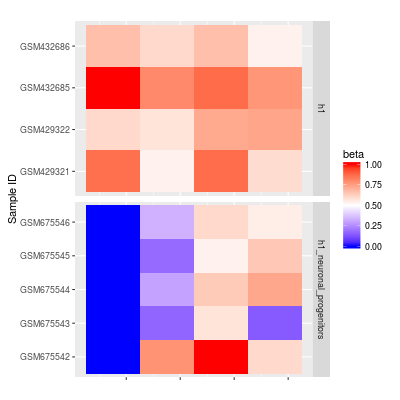 Sample ID
GSM432686
GSM432685
GSM429322
GSM429321
h1
GSM675546
GSM675545
GSM675544
GSM675543
GSM675542
h1_neuronal_progenitors
beta
1.00
0.75
0.50
0.25
0.00